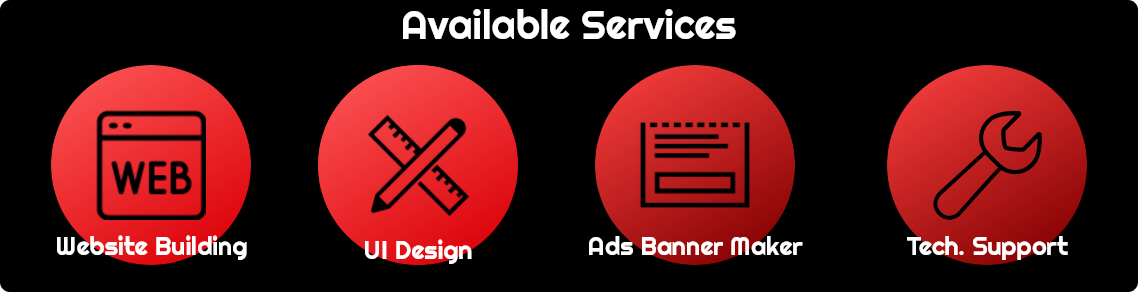 Available Services
WEB
Website Building
UI Design
Ads Banner Maker
Tech. Support